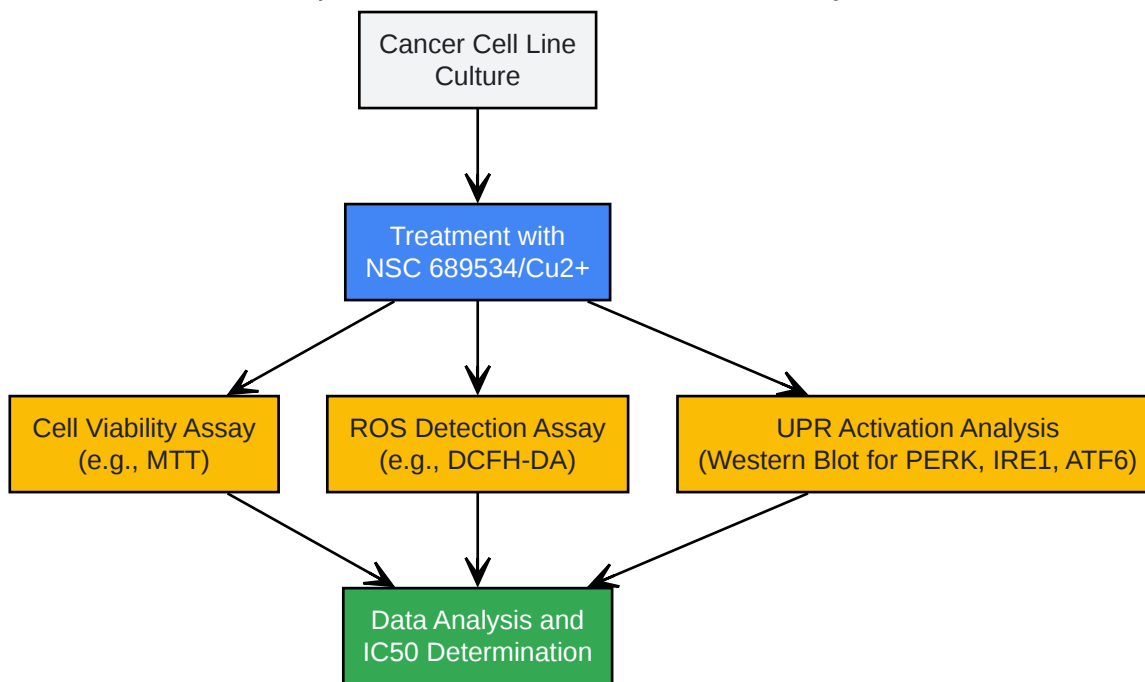 Cancer Cell Line
Culture
Treatment with
NSC 689534/Cu2+
Cell Viability Assay
(e.g., MTT)
ROS Detection Assay
(e.g., DCFH-DA)
UPR Activation Analysis
(Western Blot for PERK, IRE1, ATF6)
Data Analysis and
IC50 Determination